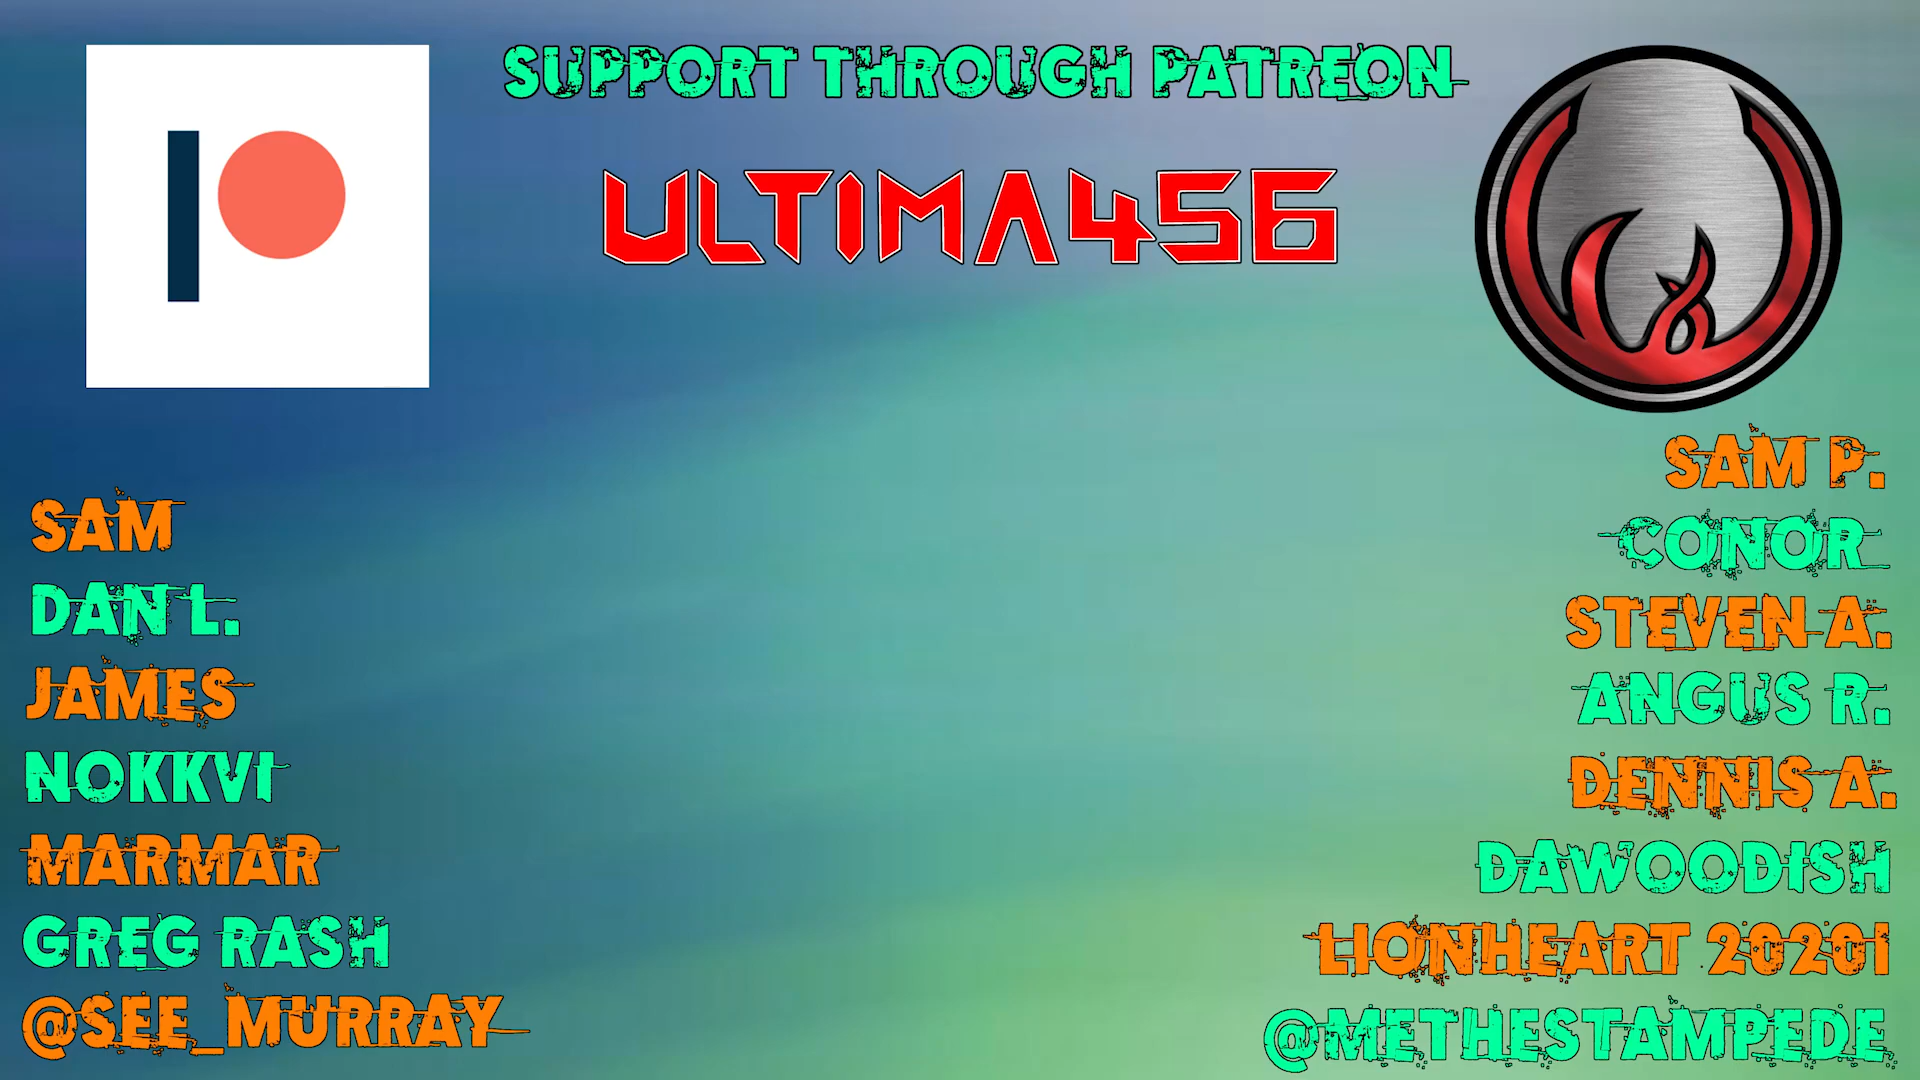 SUPPORT THROUGH PATREON
ULTIMA456
SAM
DAN L.
JAMES
NOKKVI
MARMAR
GREG RASH
@SEE_MURRAY
SAM P.
CONOR
STEVEN A.
ANGUS R.
DENNIS A.
DAWOODISH
LIONHEART 20201
@METHESTAMPEDE